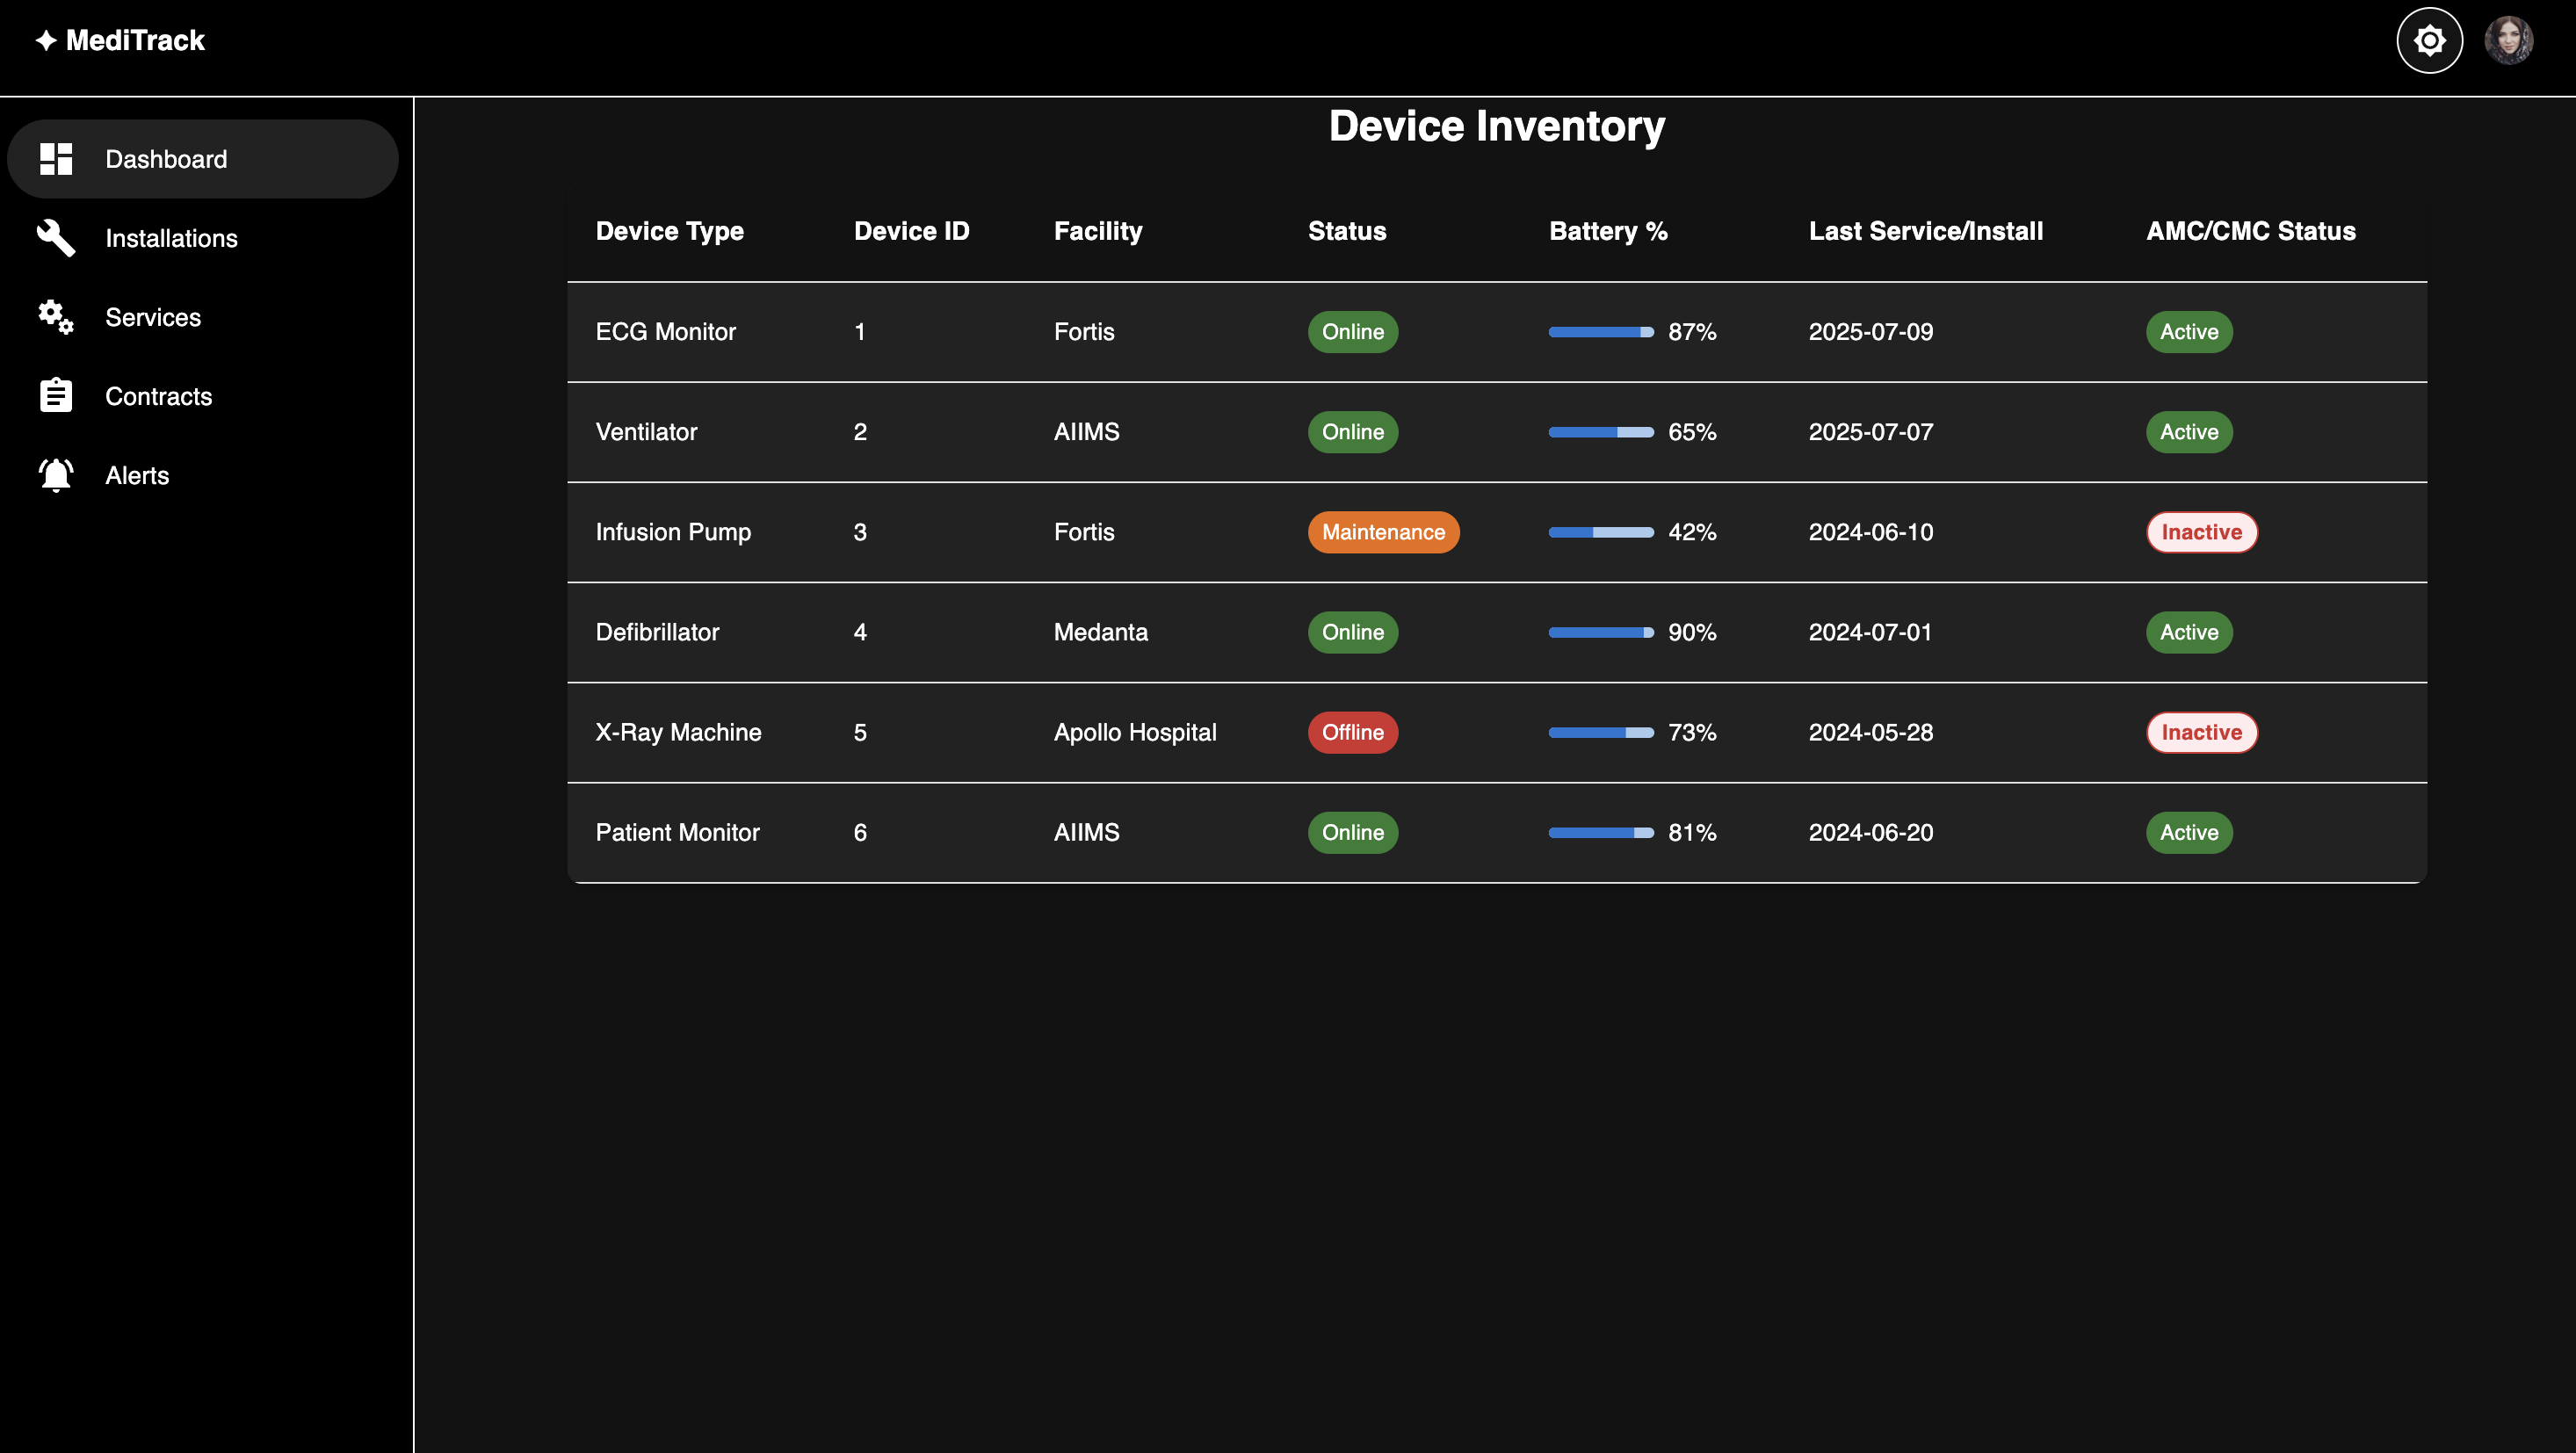 MediTrack
Dashboard
Installations
Services
Contracts
Alerts
Device Inventory
Device Type Device ID Facility Status Battery % Last Service/Install AMC/CMC Status
ECG Monitor 1 Fortis Online 87% 2025-07-09 Active
Ventilator 2 AIIMS Online 65% 2025-07-07 Active
Infusion Pump 3 Fortis Maintenance 42% 2024-06-10 Inactive
Defibrillator 4 Medanta Online 90% 2024-07-01 Active
X-Ray Machine 5 Apollo Hospital Offline 73% 2024-05-28 Inactive
Patient Monitor 6 AIIMS Online 81% 2024-06-20 Active